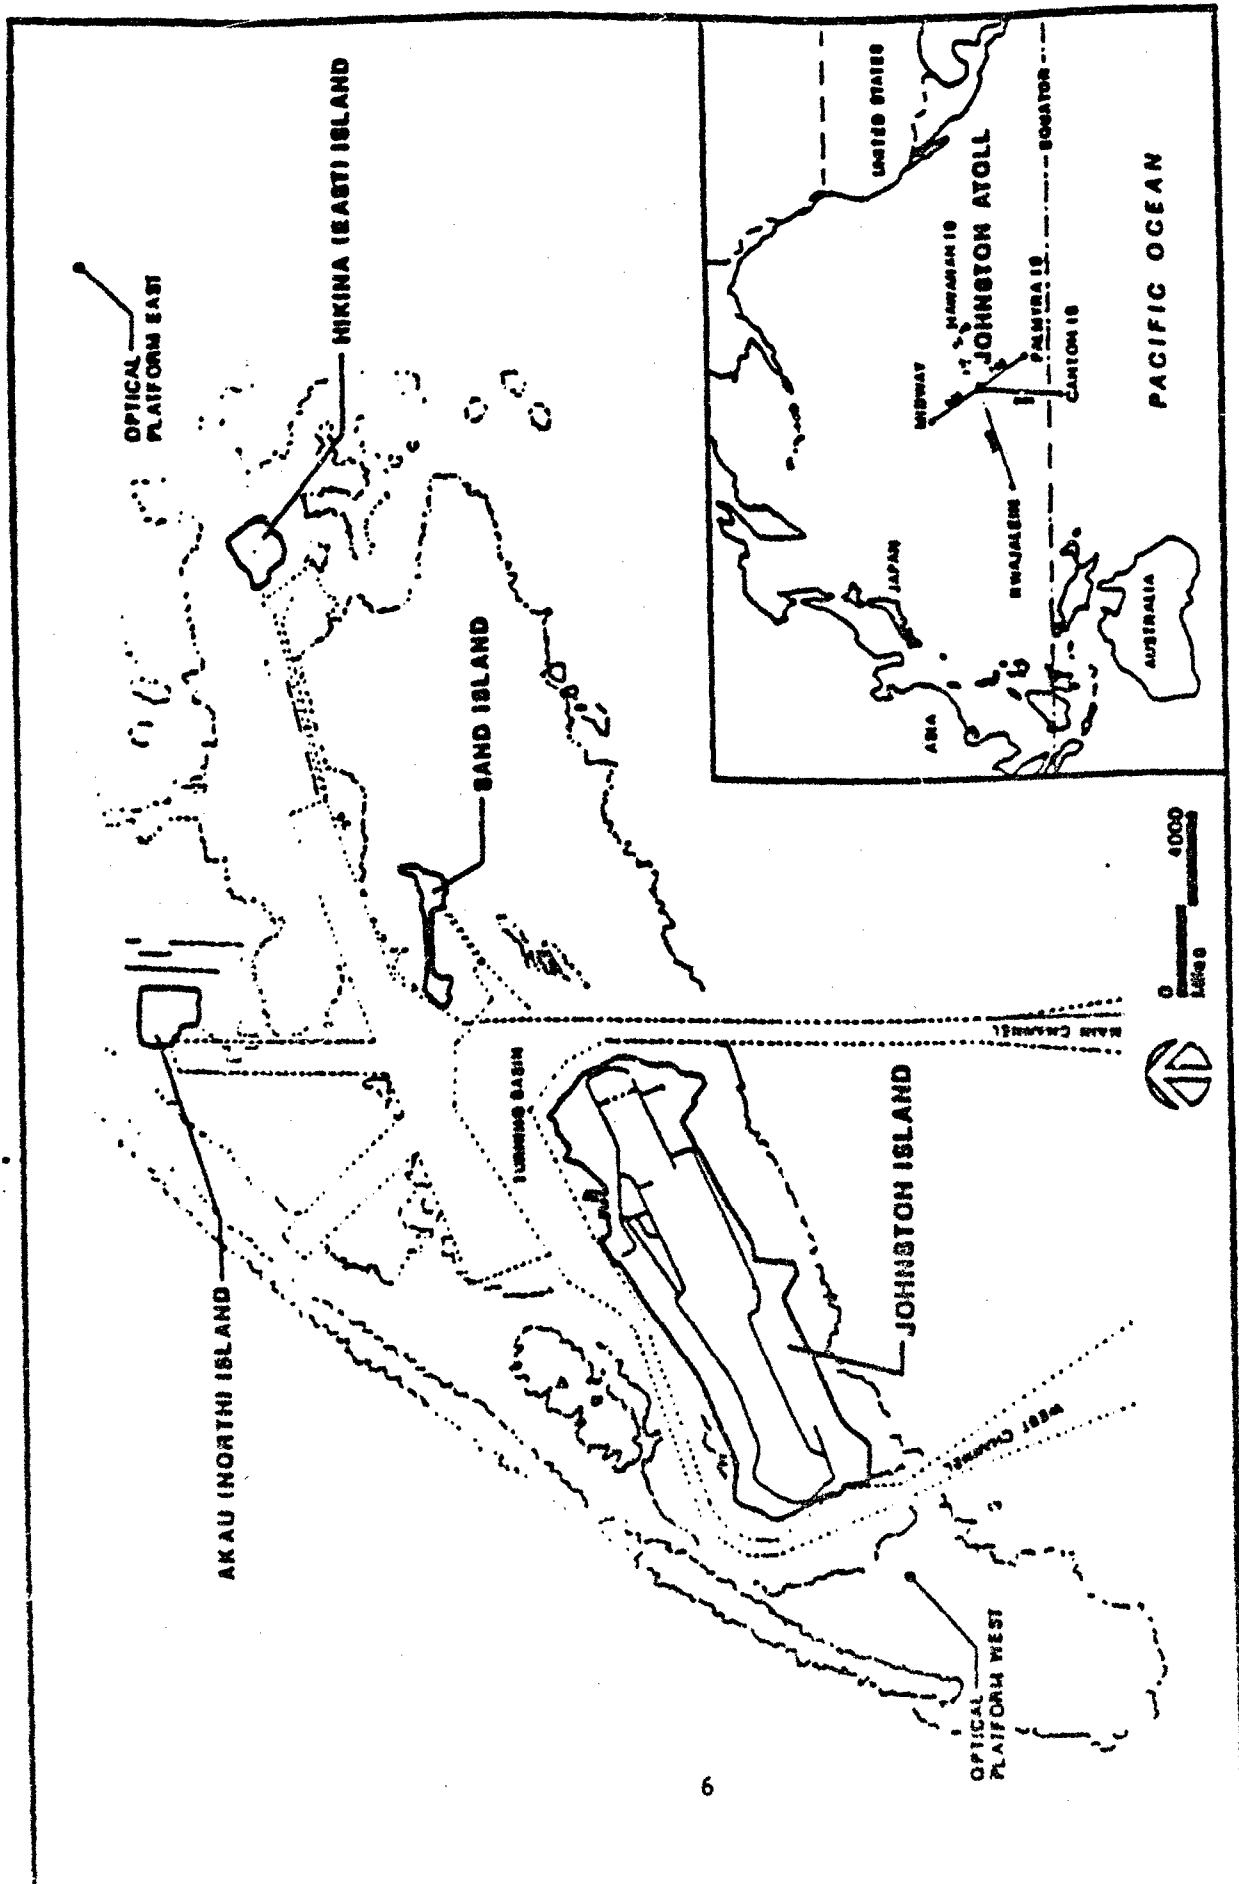 AKAU (NORTH) ISLAND
OPTICAL
PLATFORM EAST
HIKINA (EAST) ISLAND
SAND ISLAND
TURNING BASIN
JOHNSTON ISLAND
MAIN CHANNEL
WEST CHANNEL
OPTICAL
PLATFORM WEST
0 4000
UNITED STATES
HAWAIIAN IS
JOHNSTON ATOLL
MIDWAY
PALMYRA IS
EQUATOR
CANTON IS
KWAJALEIN
JAPAN
ASIA
AUSTRALIA
PACIFIC OCEAN
6